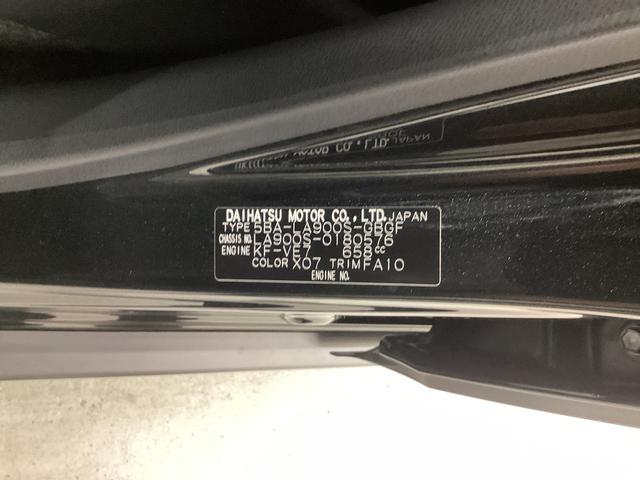 DAIHATSU MOTOR CO., LTD. JAPAN
TYPE 5BA-LA900S-GBGF
CHASSIS NO. LA900S-0180576
ENGINE KF-VE7 658cc
COLOR X07 TRIM FA10
ENGINE NO.